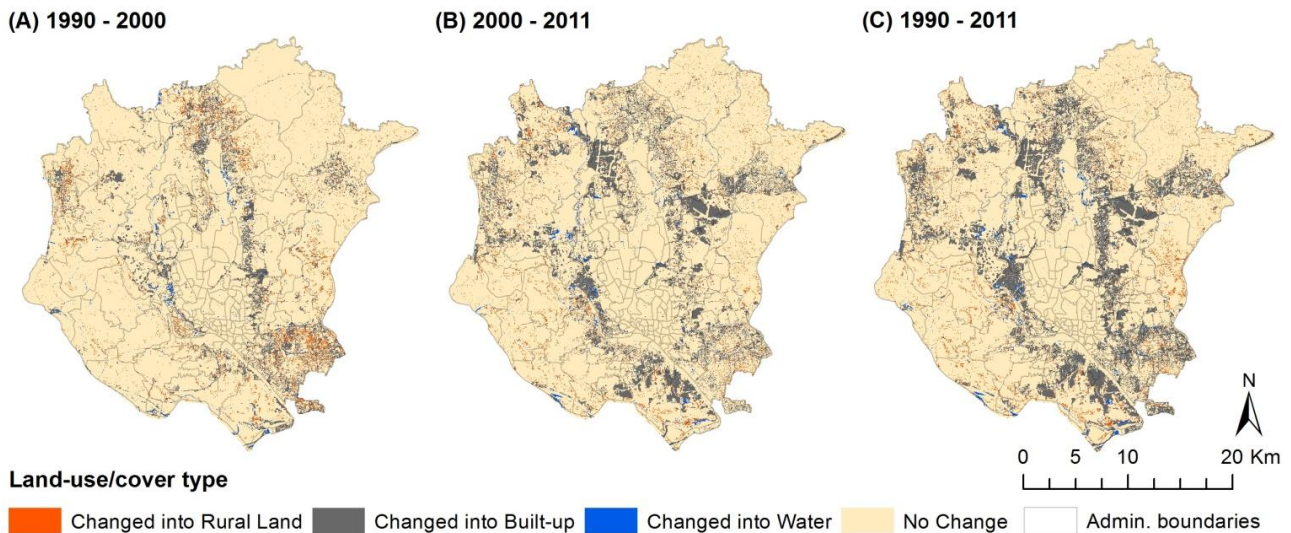 (A) 1990 - 2000
(B) 2000 - 2011
(C) 1990 - 2011
N
0 5 10 20 Km
Land-use/cover type
Changed into Rural Land Changed into Built-up Changed into Water No Change Admin. boundaries